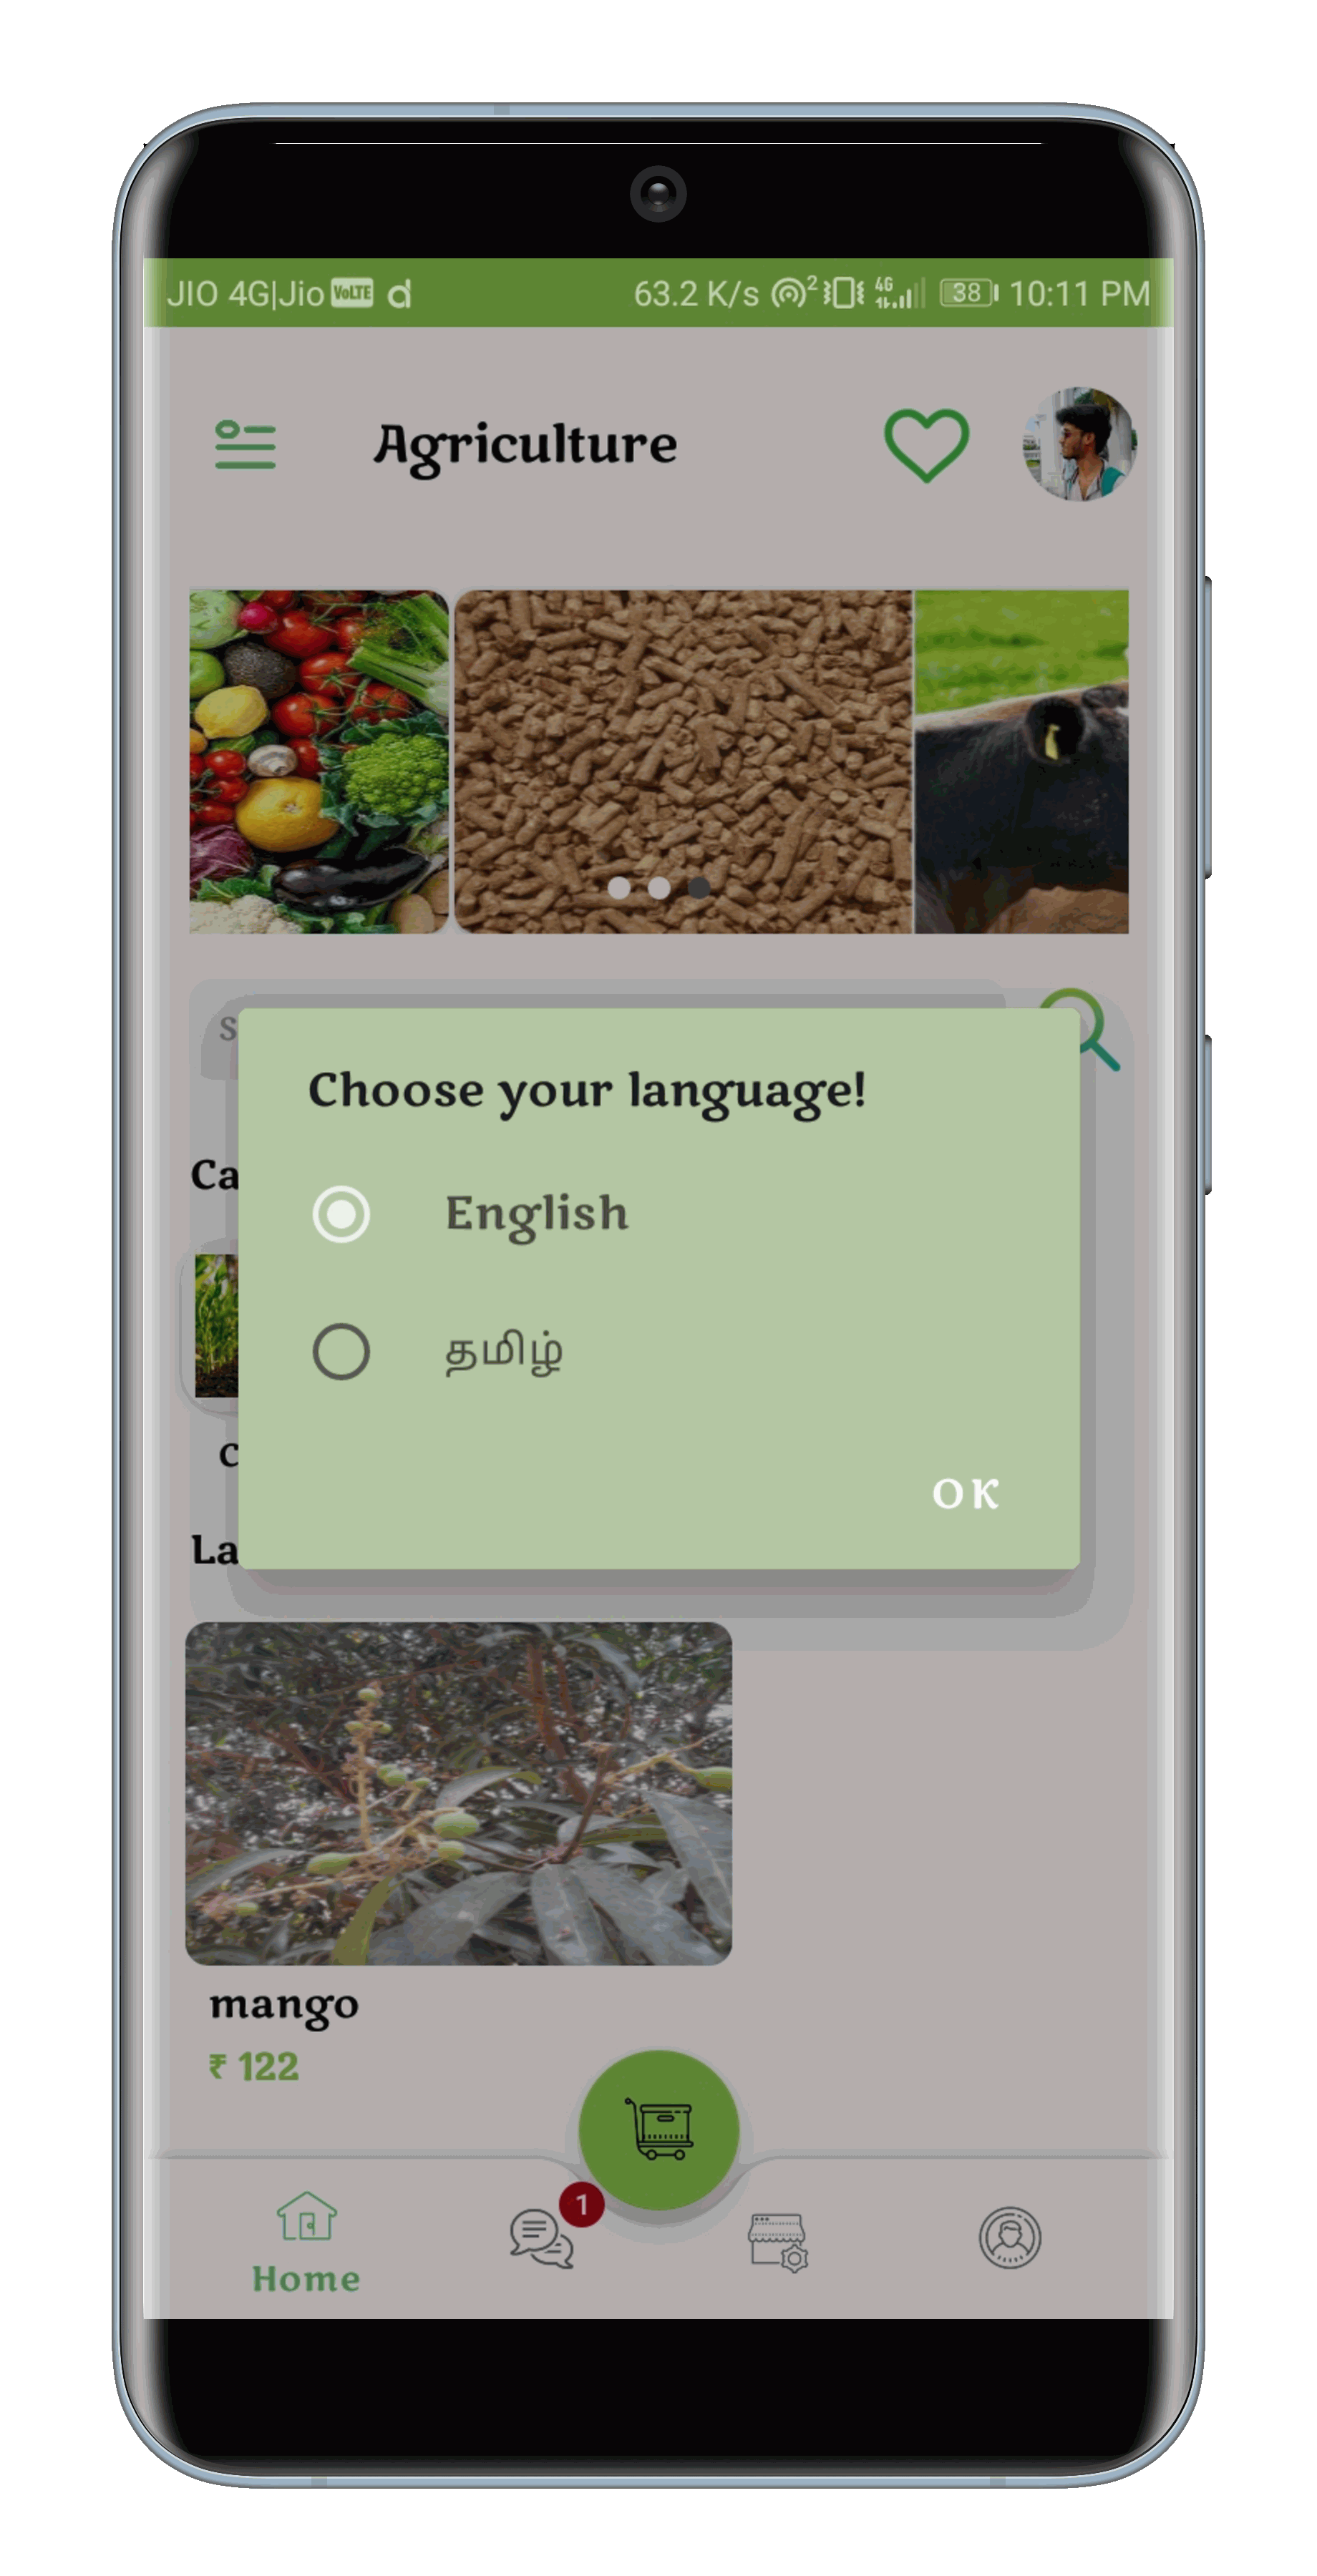 JIO 4G|Jio VoLTE d
63.2 K/s 2 4G 38 10:11 PM
Agriculture
S
Choose your language!
Ca
English
தமிழ்
c
OK
La
mango
₹ 122
1
Home